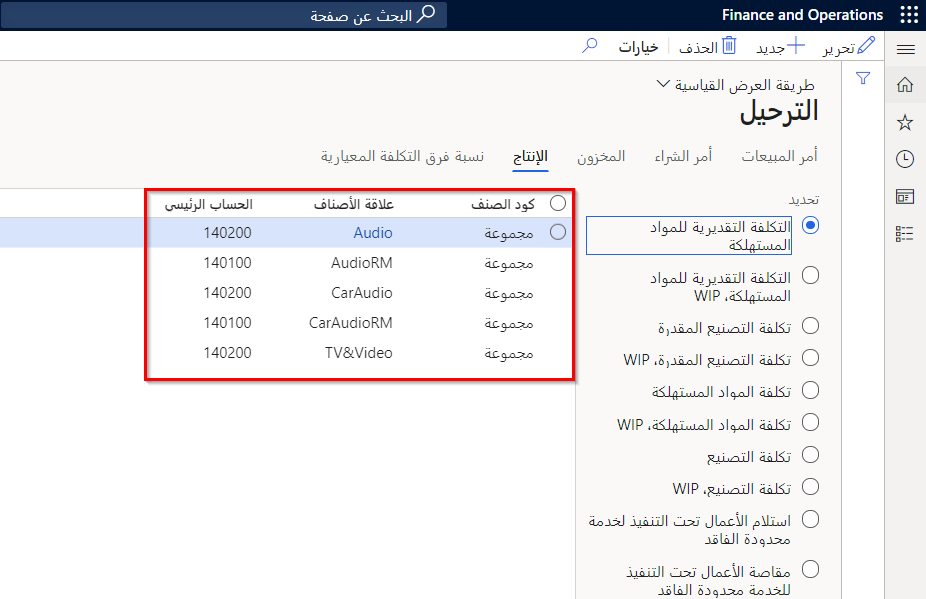 Finance and Operations
البحث عن صفحة
تحرير
جديد
الحذف
خيارات
طريقة العرض القياسية
الترحيل
أمر المبيعات
أمر الشراء
المخزون
الإنتاج
نسبة فرق التكلفة المعيارية
تحديد
التكلفة التقديرية للمواد
المستهلكة
التكلفة التقديرية للمواد
المستهلكة، WIP
تكلفة التصنيع المقدرة
تكلفة التصنيع المقدرة، WIP
تكلفة المواد المستهلكة
تكلفة المواد المستهلكة، WIP
تكلفة التصنيع
تكلفة التصنيع، WIP
استلام الأعمال تحت التنفيذ لخدمة
محدودة الفاقد
مقاصة الأعمال تحت التنفيذ
للخدمة محدودة الفاقد
كود الصنف علاقة الأصناف الحساب الرئيسي
مجموعة Audio 140200
مجموعة AudioRM 140100
مجموعة CarAudio 140200
مجموعة CarAudioRM 140100
مجموعة TV&Video 140200